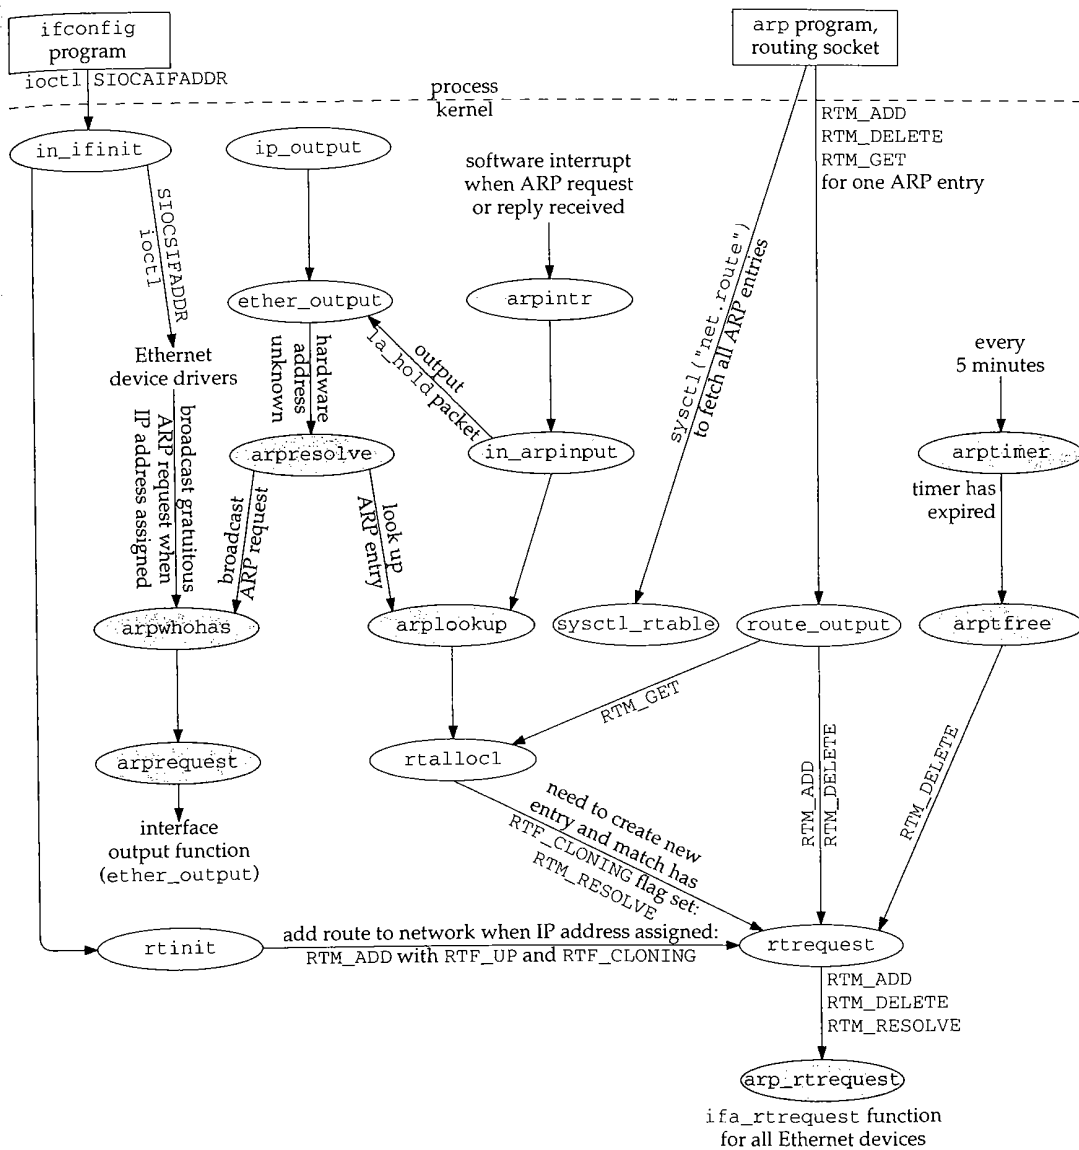 ifconfig
program
arp program,
routing socket
ioctl SIOCAIFADDR
process
kernel
RTM_ADD
RTM_DELETE
RTM_GET
for one ARP entry
in_ifinit
ip_output
software interrupt
when ARP request
or reply received
SIOCSIFADDR
ioctl
sysctl("net.route")
to fetch all ARP entries
ether_output
arpintr
Ethernet
device drivers
hardware
address
unknown
output
la_hold packet
every
5 minutes
arpresolve
in_arpinput
arptimer
timer has
expired
broadcast gratuitous
ARP request when
IP address assigned
broadcast
ARP request
look up
ARP entry
arpwhohas
arplookup
sysctl_rtable
route_output
arptfree
RTM_GET
arprequest
rtalloc1
RTM_ADD
RTM_DELETE
RTM_DELETE
interface
output function
(ether_output)
need to create new
entry and match has
RTF_CLONING flag set:
RTM_RESOLVE
rtinit
add route to network when IP address assigned:
RTM_ADD with RTF_UP and RTF_CLONING
rtrequest
RTM_ADD
RTM_DELETE
RTM_RESOLVE
arp_rtrequest
ifa_rtrequest function
for all Ethernet devices